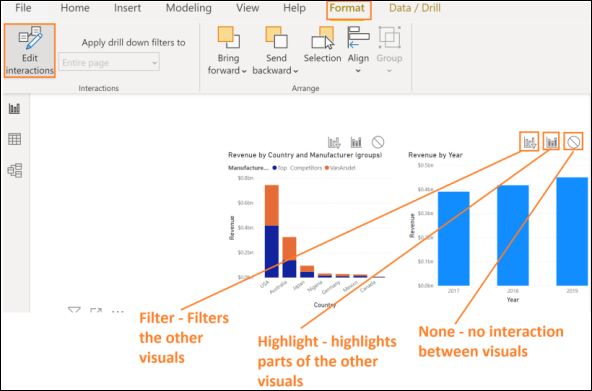 File Home Insert Modeling View Help Format Data / Drill
Edit
interactions
Apply drill down filters to
Entire page
Interactions
Bring
forward
Send
backward
Selection
Align
Group
Arrange
Revenue by Country and Manufacturer (groups)
Manufacture... Top Competitors VanArsdel
$0.8bn
$0.6bn
$0.4bn
$0.2bn
$0.0bn
Revenue
USA
Australia
Japan
Nigeria
Germany
Mexico
Canada
Country
Revenue by Year
$0.5bn
$0.4bn
$0.3bn
$0.2bn
$0.1bn
$0.0bn
Revenue
2017
2018
2019
Year
Filter - Filters
the other
visuals
Highlight - highlights
parts of the other
visuals
None - no interaction
between visuals